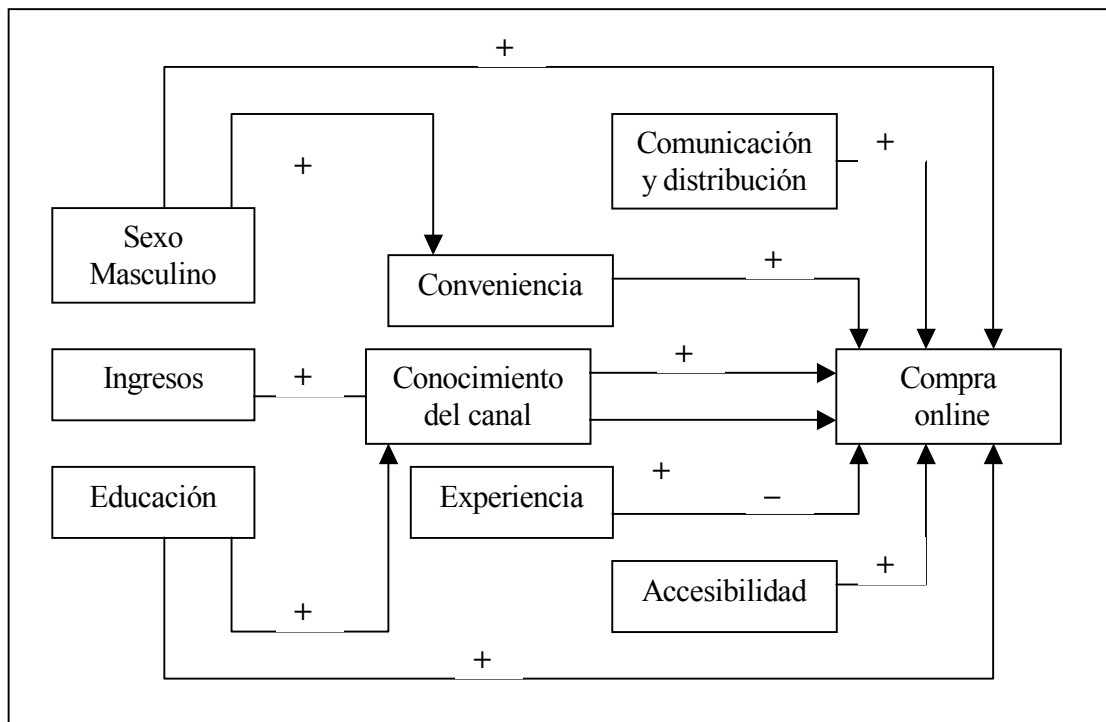 +
+
Comunicación
y distribución
+
Sexo
Masculino
Conveniencia
+
Ingresos
+
Conocimiento
del canal
+
Compra
online
Educación
Experiencia
+
−
Accesibilidad
+
+
+